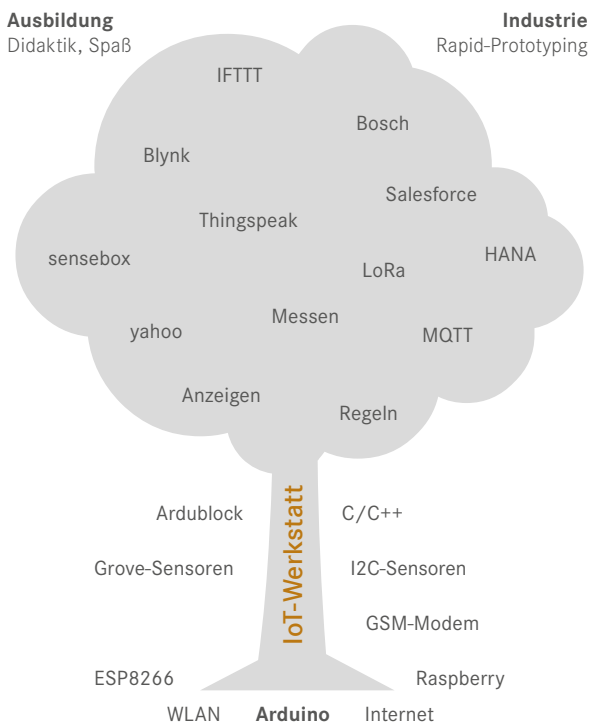 Ausbildung
Didaktik, Spaß
Industrie
Rapid-Prototyping
IFTTT
Bosch
Blynk
Salesforce
Thingspeak
HANA
sensebox
LoRa
Messen
yahoo
MQTT
Anzeigen
Regeln
IoT-Werkstatt
Ardublock
C/C++
Grove-Sensoren
I2C-Sensoren
GSM-Modem
ESP8266
Raspberry
WLAN
Arduino
Internet